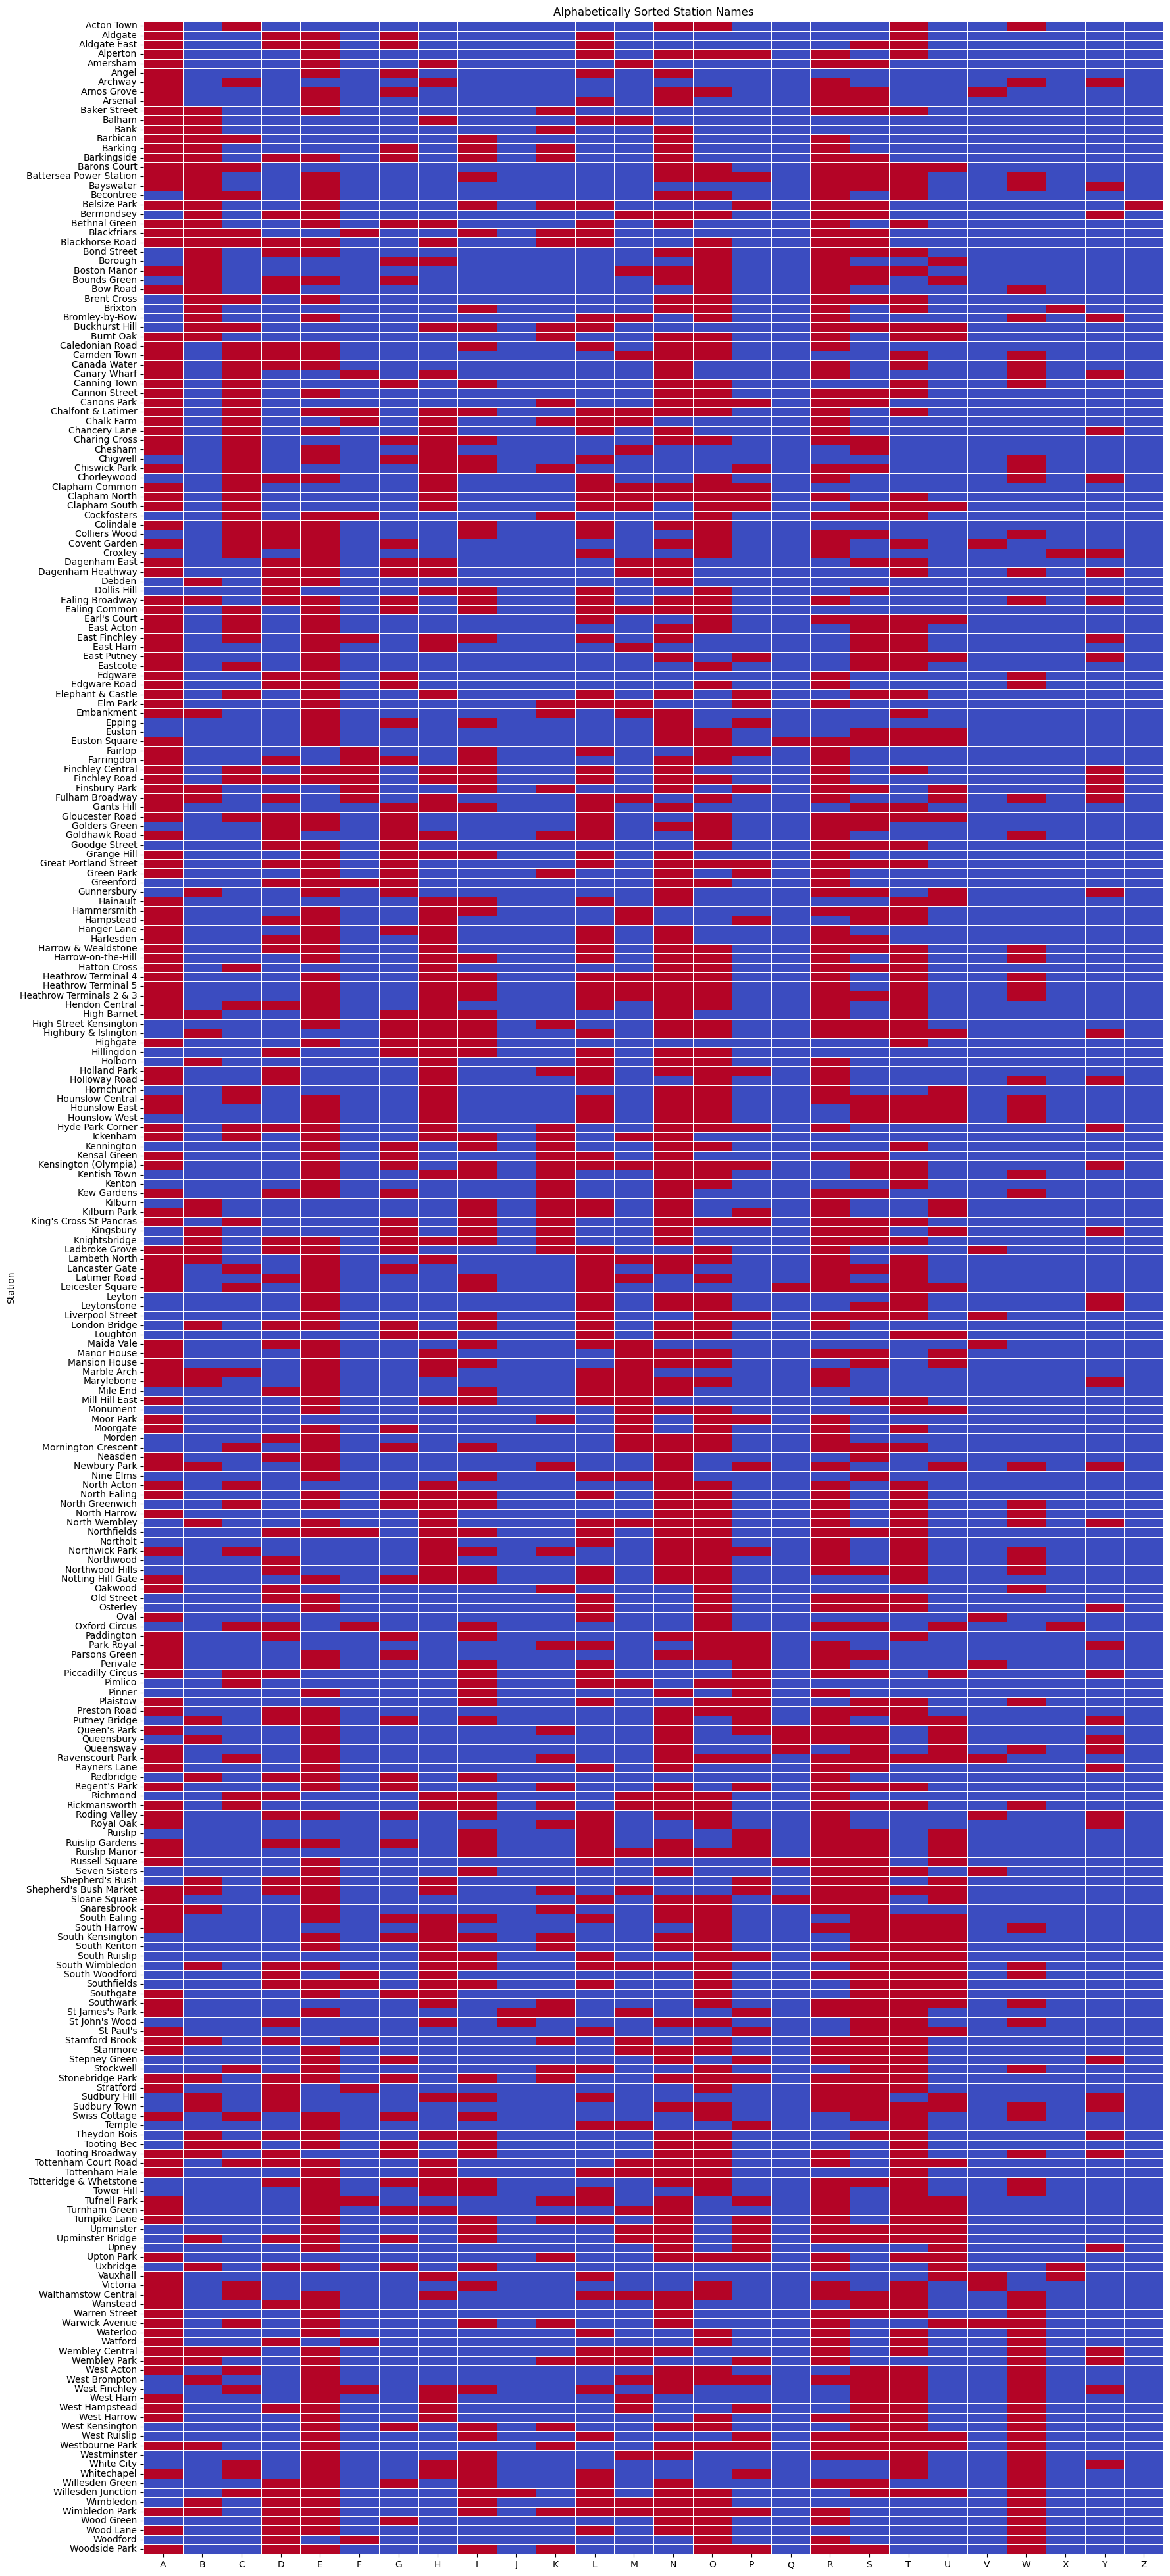 Alphabetically Sorted Station Names
Acton Town
Aldgate
Aldgate East
Alperton
Amersham
Angel
Archway
Arnos Grove
Arsenal
Baker Street
Balham
Bank
Barbican
Barking
Barkingside
Barons Court
Battersea Power Station
Bayswater
Becontree
Belsize Park
Bermondsey
Bethnal Green
Blackfriars
Blackhorse Road
Bond Street
Borough
Boston Manor
Bounds Green
Bow Road
Brent Cross
Brixton
Bromley-by-Bow
Buckhurst Hill
Burnt Oak
Caledonian Road
Camden Town
Canada Water
Canary Wharf
Canning Town
Cannon Street
Canons Park
Chalfont & Latimer
Chalk Farm
Chancery Lane
Charing Cross
Chesham
Chigwell
Chiswick Park
Chorleywood
Clapham Common
Clapham North
Clapham South
Cockfosters
Colindale
Colliers Wood
Covent Garden
Croxley
Dagenham East
Dagenham Heathway
Debden
Dollis Hill
Ealing Broadway
Ealing Common
Earl's Court
East Acton
East Finchley
East Ham
East Putney
Eastcote
Edgware
Edgware Road
Elephant & Castle
Elm Park
Embankment
Epping
Euston
Euston Square
Fairlop
Farringdon
Finchley Central
Finchley Road
Finsbury Park
Fulham Broadway
Gants Hill
Gloucester Road
Golders Green
Goldhawk Road
Goodge Street
Grange Hill
Great Portland Street
Green Park
Greenford
Gunnersbury
Hainault
Hammersmith
Hampstead
Hanger Lane
Harlesden
Harrow & Wealdstone
Harrow-on-the-Hill
Hatton Cross
Heathrow Terminal 4
Heathrow Terminal 5
Heathrow Terminals 2 & 3
Hendon Central
High Barnet
High Street Kensington
Highbury & Islington
Highgate
Hillingdon
Holborn
Holland Park
Holloway Road
Hornchurch
Hounslow Central
Hounslow East
Hounslow West
Hyde Park Corner
Ickenham
Kennington
Kensal Green
Kensington (Olympia)
Kentish Town
Kenton
Kew Gardens
Kilburn
Kilburn Park
King's Cross St Pancras
Kingsbury
Knightsbridge
Ladbroke Grove
Lambeth North
Lancaster Gate
Latimer Road
Leicester Square
Leyton
Leytonstone
Liverpool Street
London Bridge
Loughton
Maida Vale
Manor House
Mansion House
Marble Arch
Marylebone
Mile End
Mill Hill East
Monument
Moor Park
Moorgate
Morden
Mornington Crescent
Neasden
Newbury Park
Nine Elms
North Acton
North Ealing
North Greenwich
North Harrow
North Wembley
Northfields
Northolt
Northwick Park
Northwood
Northwood Hills
Notting Hill Gate
Oakwood
Old Street
Osterley
Oval
Oxford Circus
Paddington
Park Royal
Parsons Green
Perivale
Piccadilly Circus
Pimlico
Pinner
Plaistow
Preston Road
Putney Bridge
Queen's Park
Queensbury
Queensway
Ravenscourt Park
Rayners Lane
Redbridge
Regent's Park
Richmond
Rickmansworth
Roding Valley
Royal Oak
Ruislip
Ruislip Gardens
Ruislip Manor
Russell Square
Seven Sisters
Shepherd's Bush
Shepherd's Bush Market
Sloane Square
Snaresbrook
South Ealing
South Harrow
South Kensington
South Kenton
South Ruislip
South Wimbledon
South Woodford
Southfields
Southgate
Southwark
St James's Park
St John's Wood
St Paul's
Stamford Brook
Stanmore
Stepney Green
Stockwell
Stonebridge Park
Stratford
Sudbury Hill
Sudbury Town
Swiss Cottage
Temple
Theydon Bois
Tooting Bec
Tooting Broadway
Tottenham Court Road
Tottenham Hale
Totteridge & Whetstone
Tower Hill
Tufnell Park
Turnham Green
Turnpike Lane
Upminster
Upminster Bridge
Upney
Upton Park
Uxbridge
Vauxhall
Victoria
Walthamstow Central
Wanstead
Warren Street
Warwick Avenue
Waterloo
Watford
Wembley Central
Wembley Park
West Acton
West Brompton
West Finchley
West Ham
West Hampstead
West Harrow
West Kensington
West Ruislip
Westbourne Park
Westminster
White City
Whitechapel
Willesden Green
Willesden Junction
Wimbledon
Wimbledon Park
Wood Green
Wood Lane
Woodford
Woodside Park
Station
A B C D E F G H I J K L M N O P Q R S T U V W X Y Z